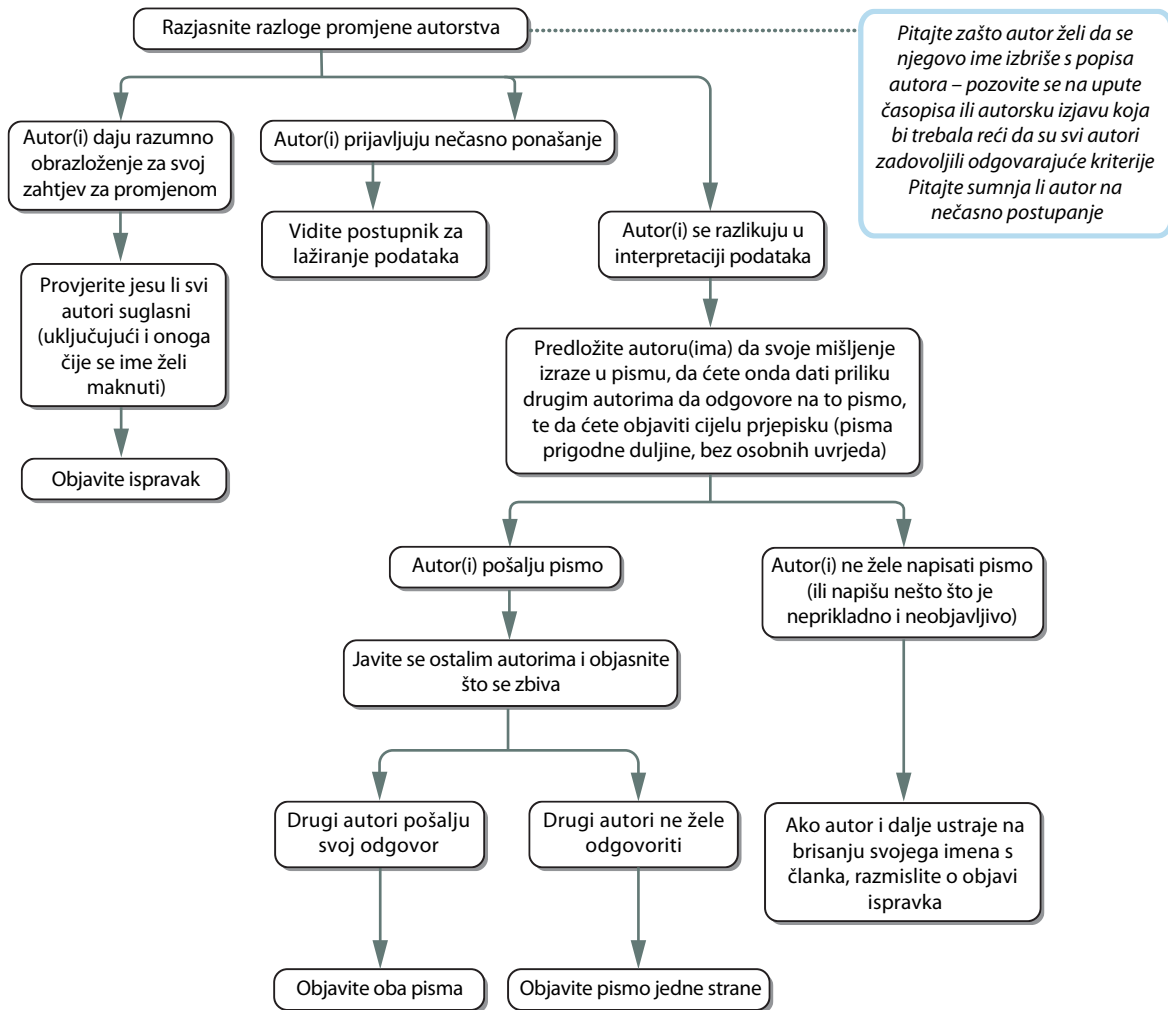 Razjasnite razloge promjene autorstva
Pitajte zašto autor želi da se
njegovo ime izbriše s popisa
autora – pozovite se na upute
časopisa ili autorsku izjavu koja
bi trebala reći da su svi autori
zadovoljili odgovarajuće kriterije
Pitajte sumnja li autor na
nečasno postupanje
Autor(i) daju razumno
obrazloženje za svoj
zahtjev za promjenom
Autor(i) prijavljuju nečasno ponašanje
Vidite postupnik za
lažiranje podataka
Autor(i) se razlikuju u
interpretaciji podataka
Provjerite jesu li svi
autori suglasni
(uključujući i onoga
čije se ime želi
maknuti)
Objavite ispravak
Predložite autoru(ima) da svoje mišljenje
izraze u pismu, da ćete onda dati priliku
drugim autorima da odgovore na to pismo,
te da ćete objaviti cijelu prjepisku (pisma
prigodne duljine, bez osobnih uvrjeda)
Autor(i) pošalju pismo
Autor(i) ne žele napisati pismo
(ili napišu nešto što je
neprikladno i neobjavljivo)
Javite se ostalim autorima i objasnite
što se zbiva
Drugi autori pošalju
svoj odgovor
Drugi autori ne žele
odgovoriti
Ako autor i dalje ustraje na
brisanju svojega imena s
članka, razmislite o objavi
ispravka
Objavite oba pisma
Objavite pismo jedne strane